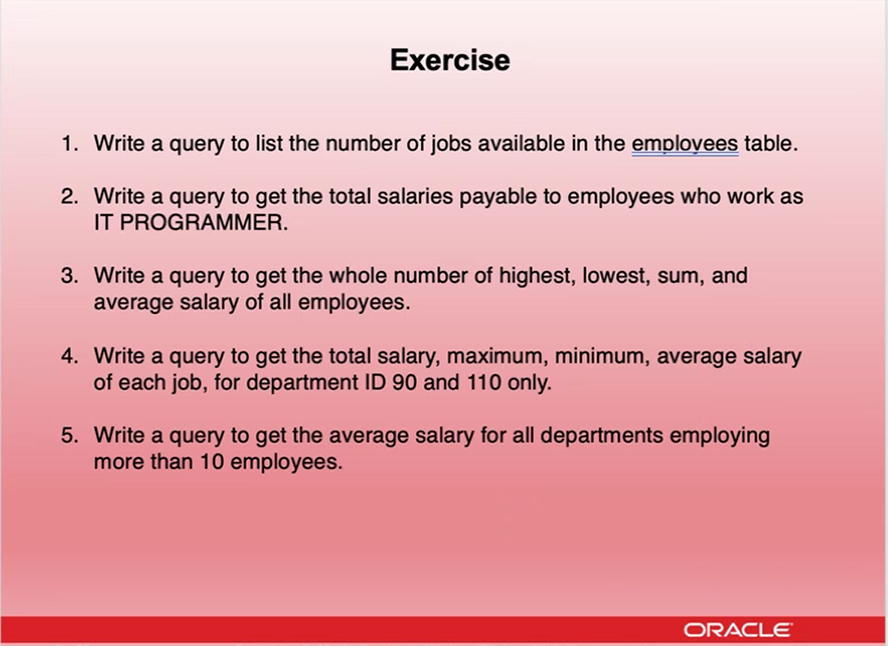 Exercise
1. Write a query to list the number of jobs available in the employees table.
2. Write a query to get the total salaries payable to employees who work as
IT PROGRAMMER.
3. Write a query to get the whole number of highest, lowest, sum, and
average salary of all employees.
4. Write a query to get the total salary, maximum, minimum, average salary
of each job, for department ID 90 and 110 only.
5. Write a query to get the average salary for all departments employing
more than 10 employees.
ORACLE